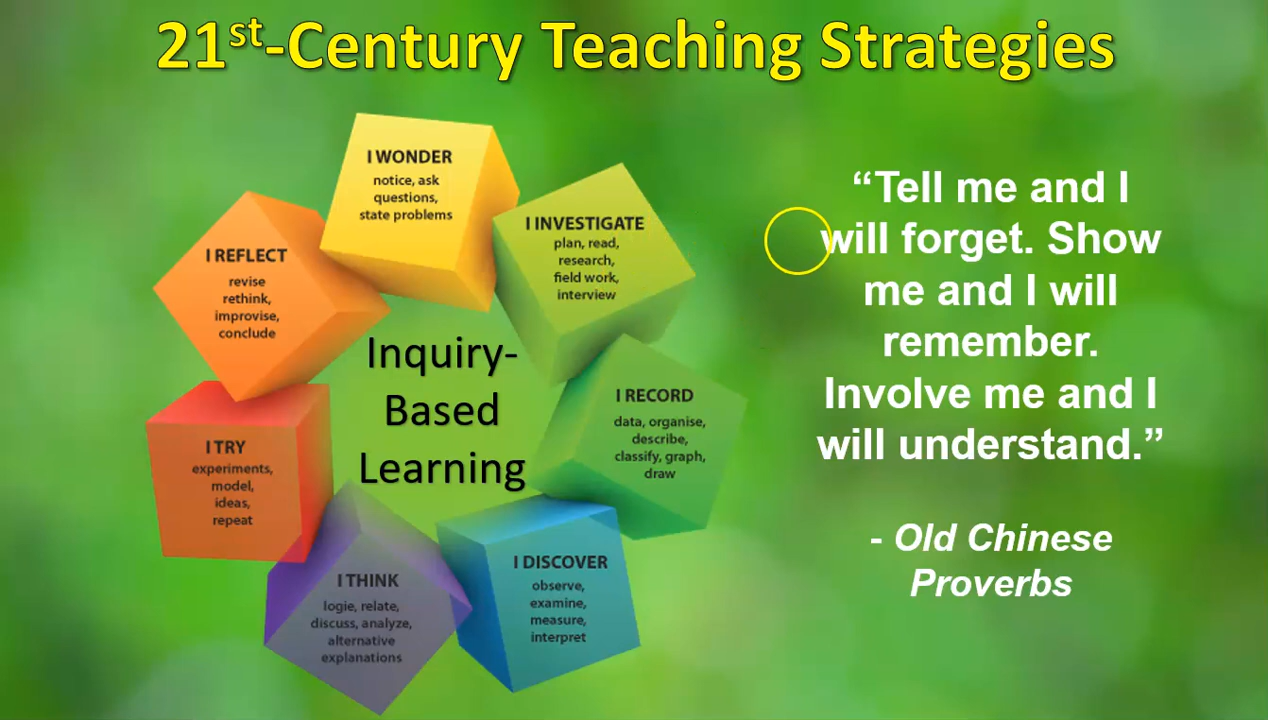 21st-Century Teaching Strategies
I WONDER
notice, ask
questions,
state problems
I INVESTIGATE
plan, read,
research,
field work,
interview
I RECORD
data, organise,
describe,
classify, graph,
draw
I DISCOVER
observe,
examine,
measure,
interpret
I THINK
logie, relate,
discuss, analyze,
alternative
explanations
I TRY
experiments,
model,
ideas,
repeat
I REFLECT
revise
rethink,
improvise,
conclude
Inquiry-
Based
Learning
“Tell me and I
will forget. Show
me and I will
remember.
Involve me and I
will understand.”
- Old Chinese
Proverbs